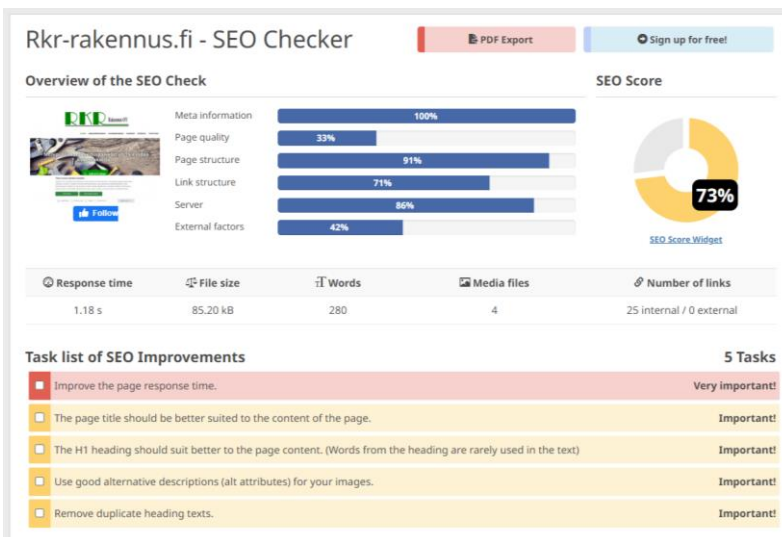 Rkr-rakennus.fi - SEO Checker
PDF Export
Sign up for free!
Overview of the SEO Check
SEO Score
RKR
Meta information 100%
Page quality 33%
Page structure 91%
Link structure 71%
Server 86%
External factors 42%
Follow
73%
SEO Score Widget
Response time File size Words Media files Number of links
1.18 s 85.20 kB 280 4 25 internal / 0 external
Task list of SEO Improvements 5 Tasks
Improve the page response time. Very important!
The page title should be better suited to the content of the page. Important!
The H1 heading should suit better to the page content. (Words from the heading are rarely used in the text) Important!
Use good alternative descriptions (alt attributes) for your images. Important!
Remove duplicate heading texts. Important!